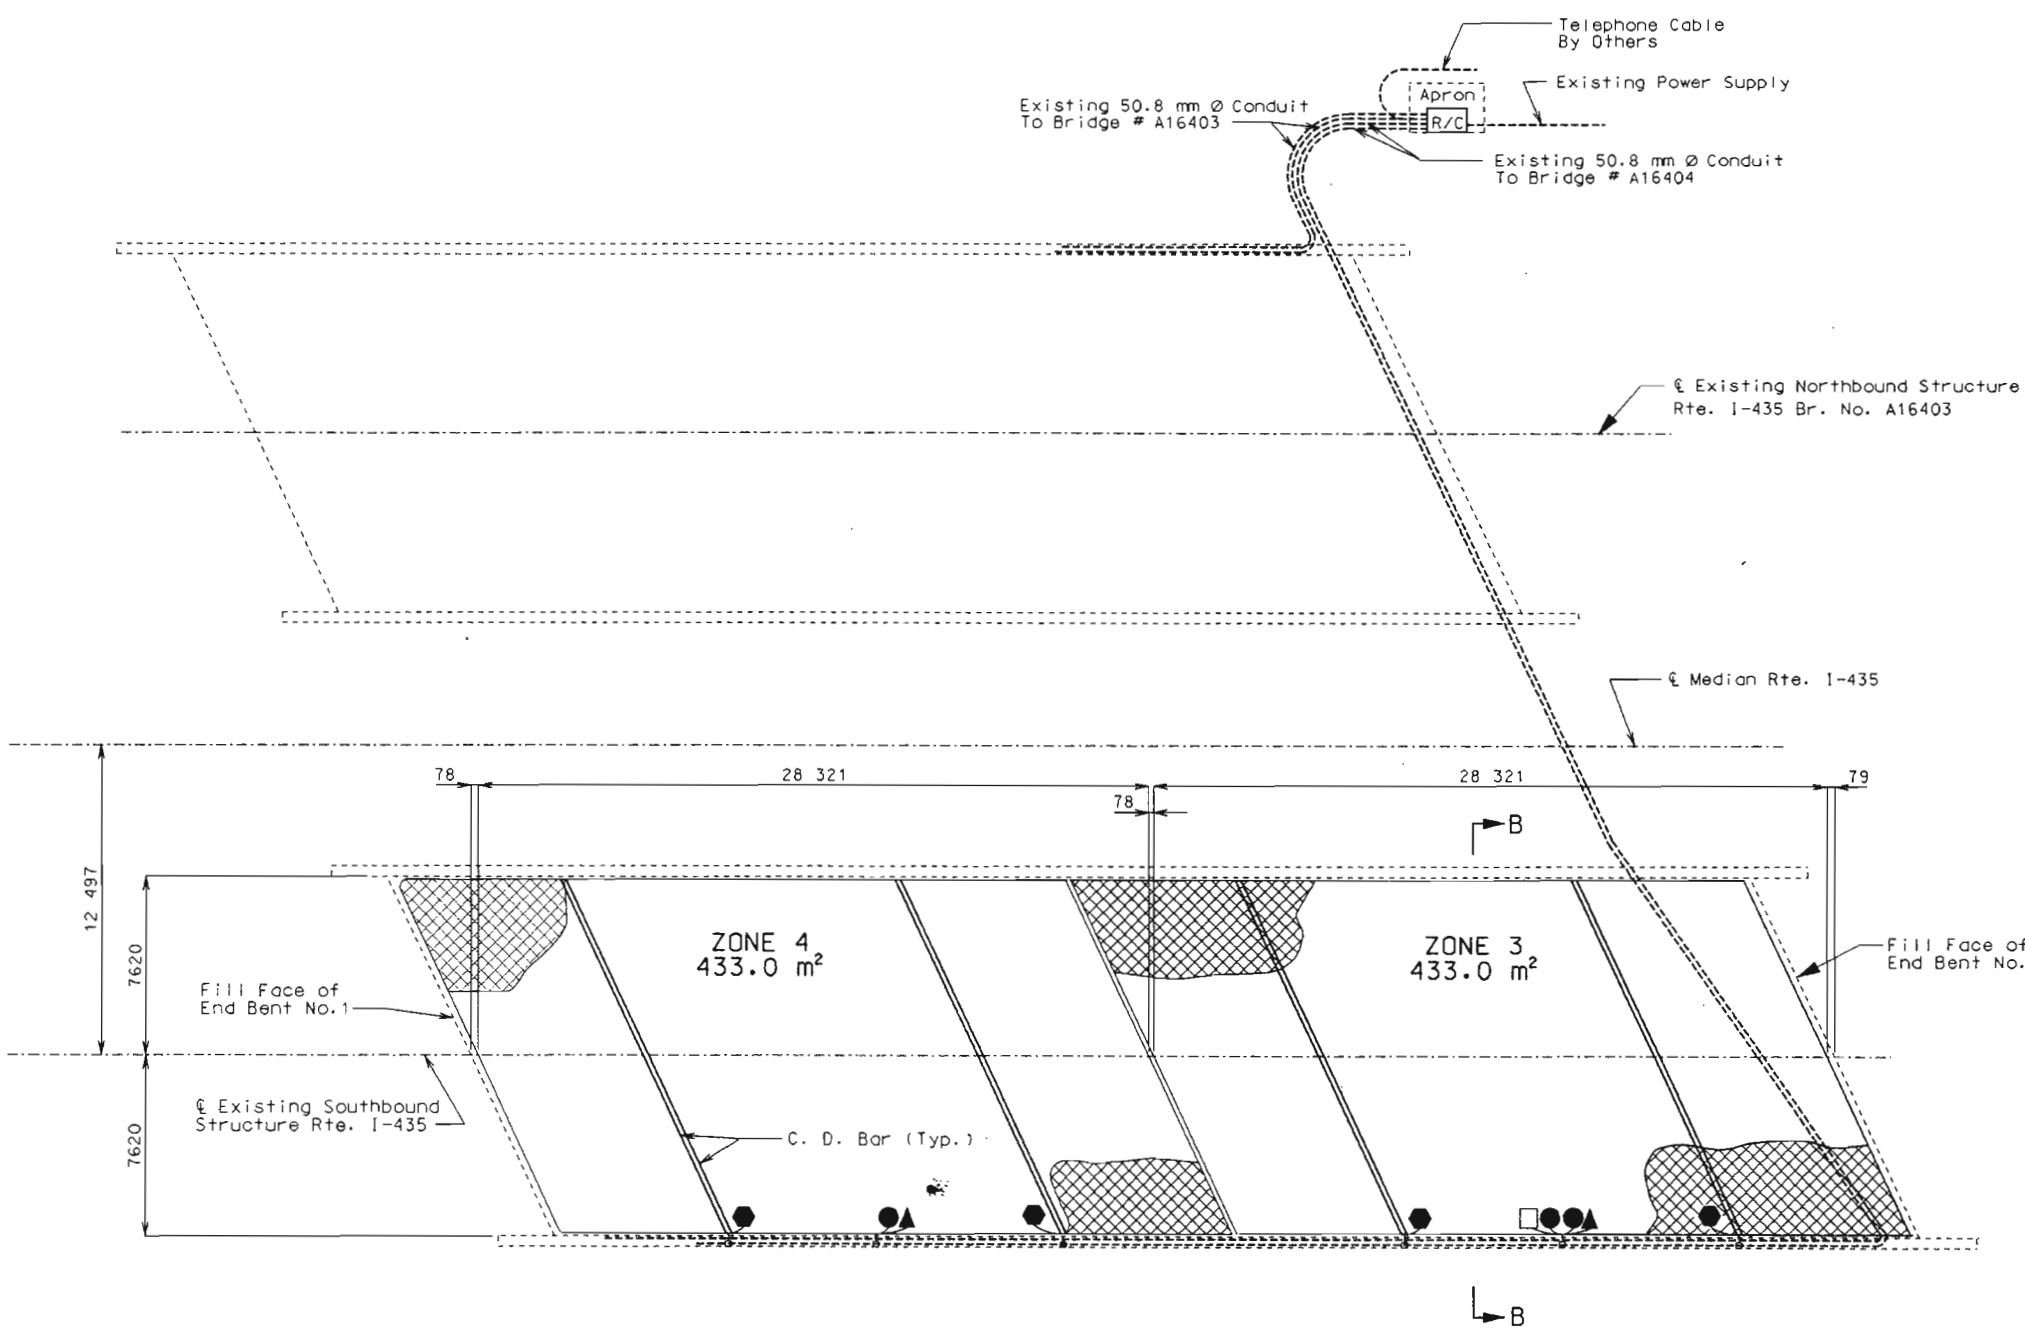 Telephone Cable
By Others
Existing Power Supply
Apron
R/C
Existing 50.8 mm Ø Conduit
To Bridge # A16403
Existing 50.8 mm Ø Conduit
To Bridge # A16404
℄ Existing Northbound Structure
Rte. I-435 Br. No. A16403
℄ Median Rte. I-435
78
28 321
28 321
79
78
B
12 497
7620
ZONE 4
433.0 m²
ZONE 3
433.0 m²
Fill Face of
End Bent No.
Fill Face of
End Bent No.1
℄ Existing Southbound
Structure Rte. I-435
7620
C. D. Bar (Typ.)
B